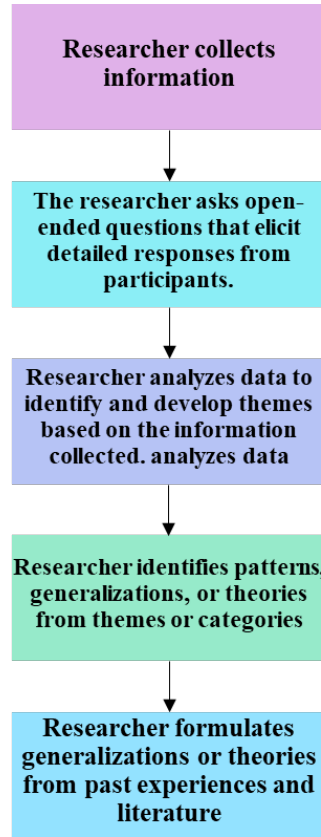 Researcher collects
information
The researcher asks open-
ended questions that elicit
detailed responses from
participants.
Researcher analyzes data to
identify and develop themes
based on the information
collected. analyzes data
Researcher identifies patterns,
generalizations, or theories
from themes or categories
Researcher formulates
generalizations or theories
from past experiences and
literature